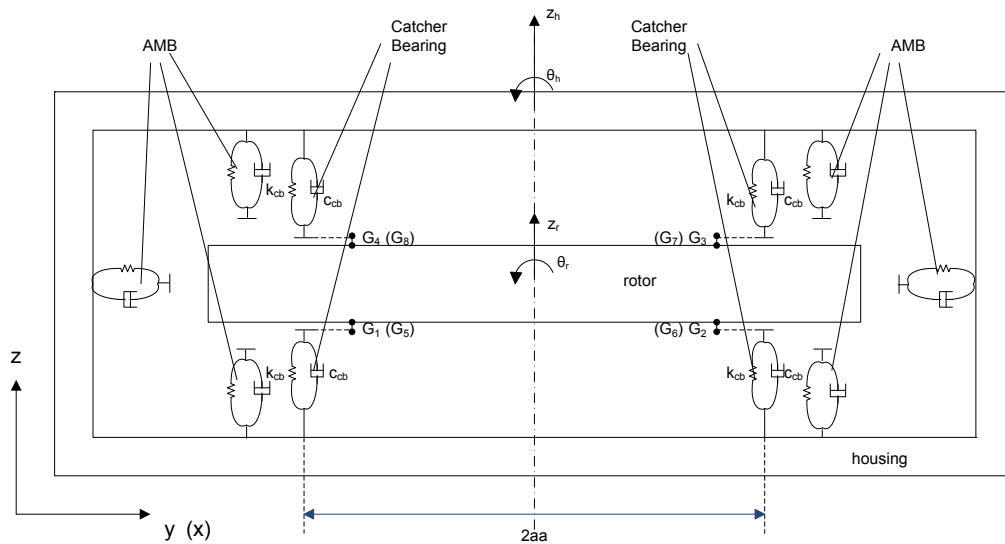 z_h
Catcher
Bearing
Catcher
Bearing
AMB
AMB
θ_h
k_cb
c_cb
k_cb
c_cb
z_r
G_4 (G_8)
(G_7) G_3
θ_r
rotor
G_1 (G_5)
(G_6) G_2
z
k_cb
c_cb
k_cb
c_cb
housing
y (x)
2aa